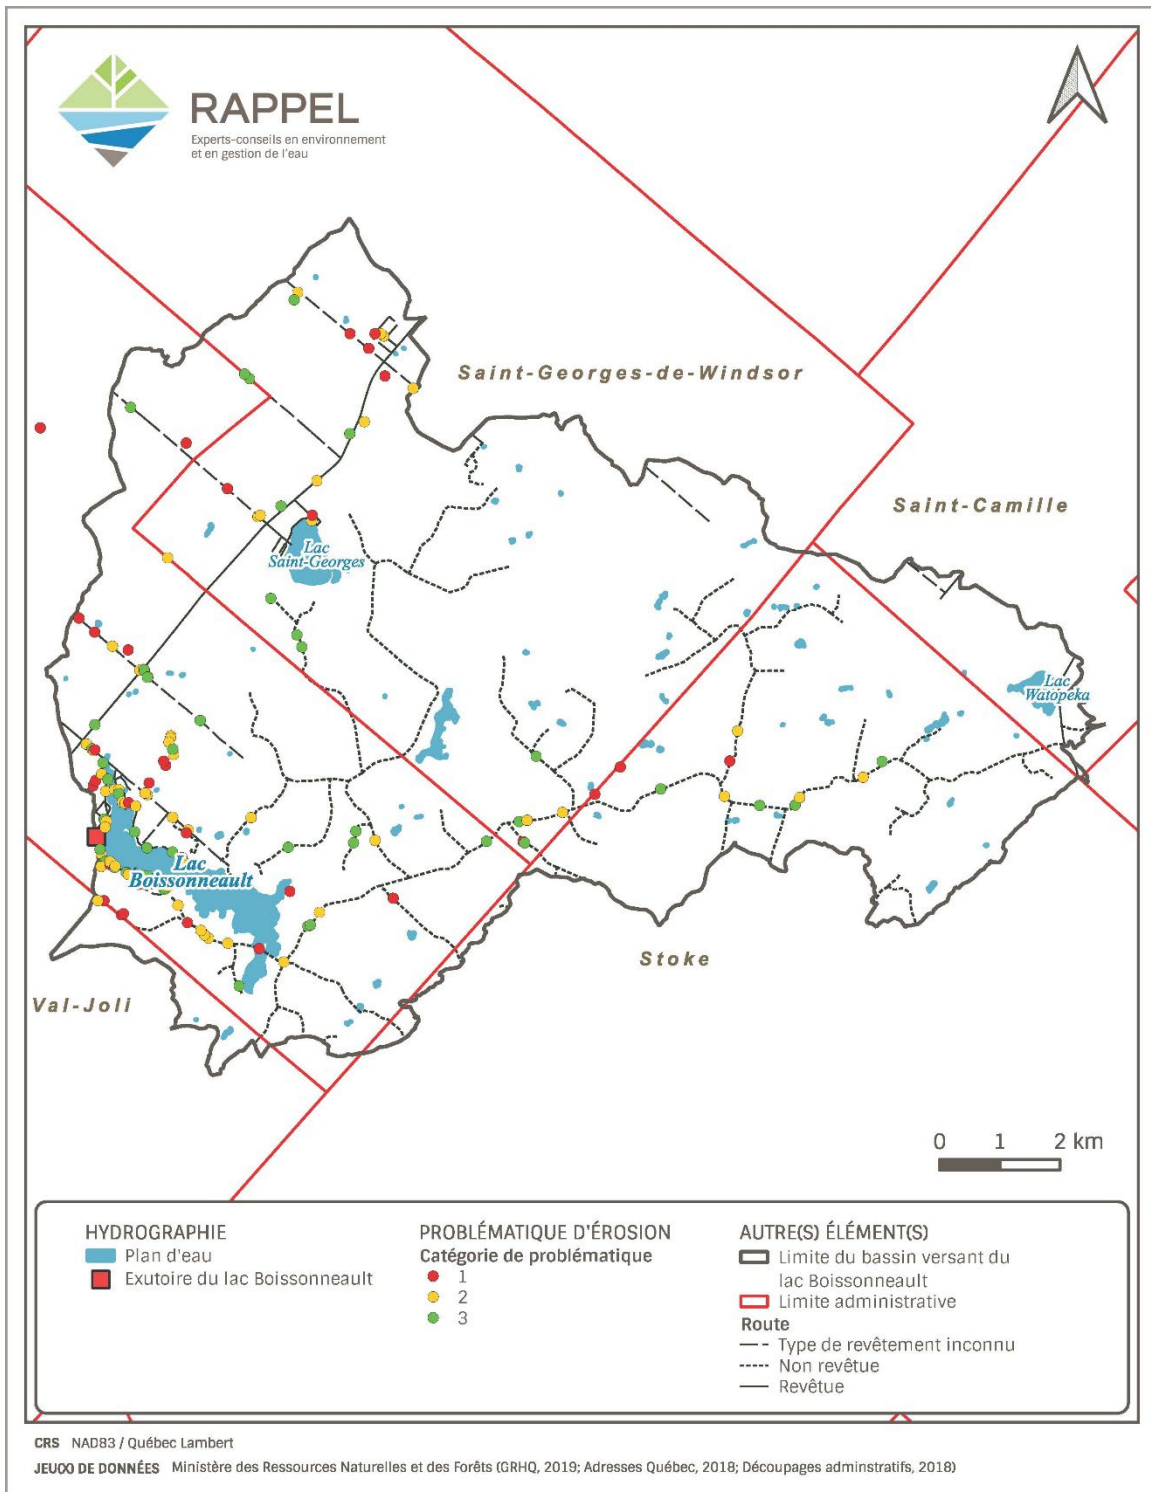 RAPPEL
Experts-conseils en environnement
et en gestion de l'eau
Saint-Georges-de-Windsor
Saint-Camille
Lac
Saint-Georges
Lac
Watopeka
Lac
Boissonneault
Stoke
Val-Joli
0 1 2 km
HYDROGRAPHIE
Plan d'eau
Exutoire du lac Boissonneault
PROBLÉMATIQUE D'ÉROSION
Catégorie de problématique
1
2
3
AUTRE(S) ÉLÉMENT(S)
Limite du bassin versant du
lac Boissonneault
Limite administrative
Route
Type de revêtement inconnu
Non revêtue
Revêtue
CRS NAD83 / Québec Lambert
JEU(X) DE DONNÉES Ministère des Ressources Naturelles et des Forêts (GRHQ, 2019; Adresses Québec, 2018; Découpages adminstratifs, 2018)